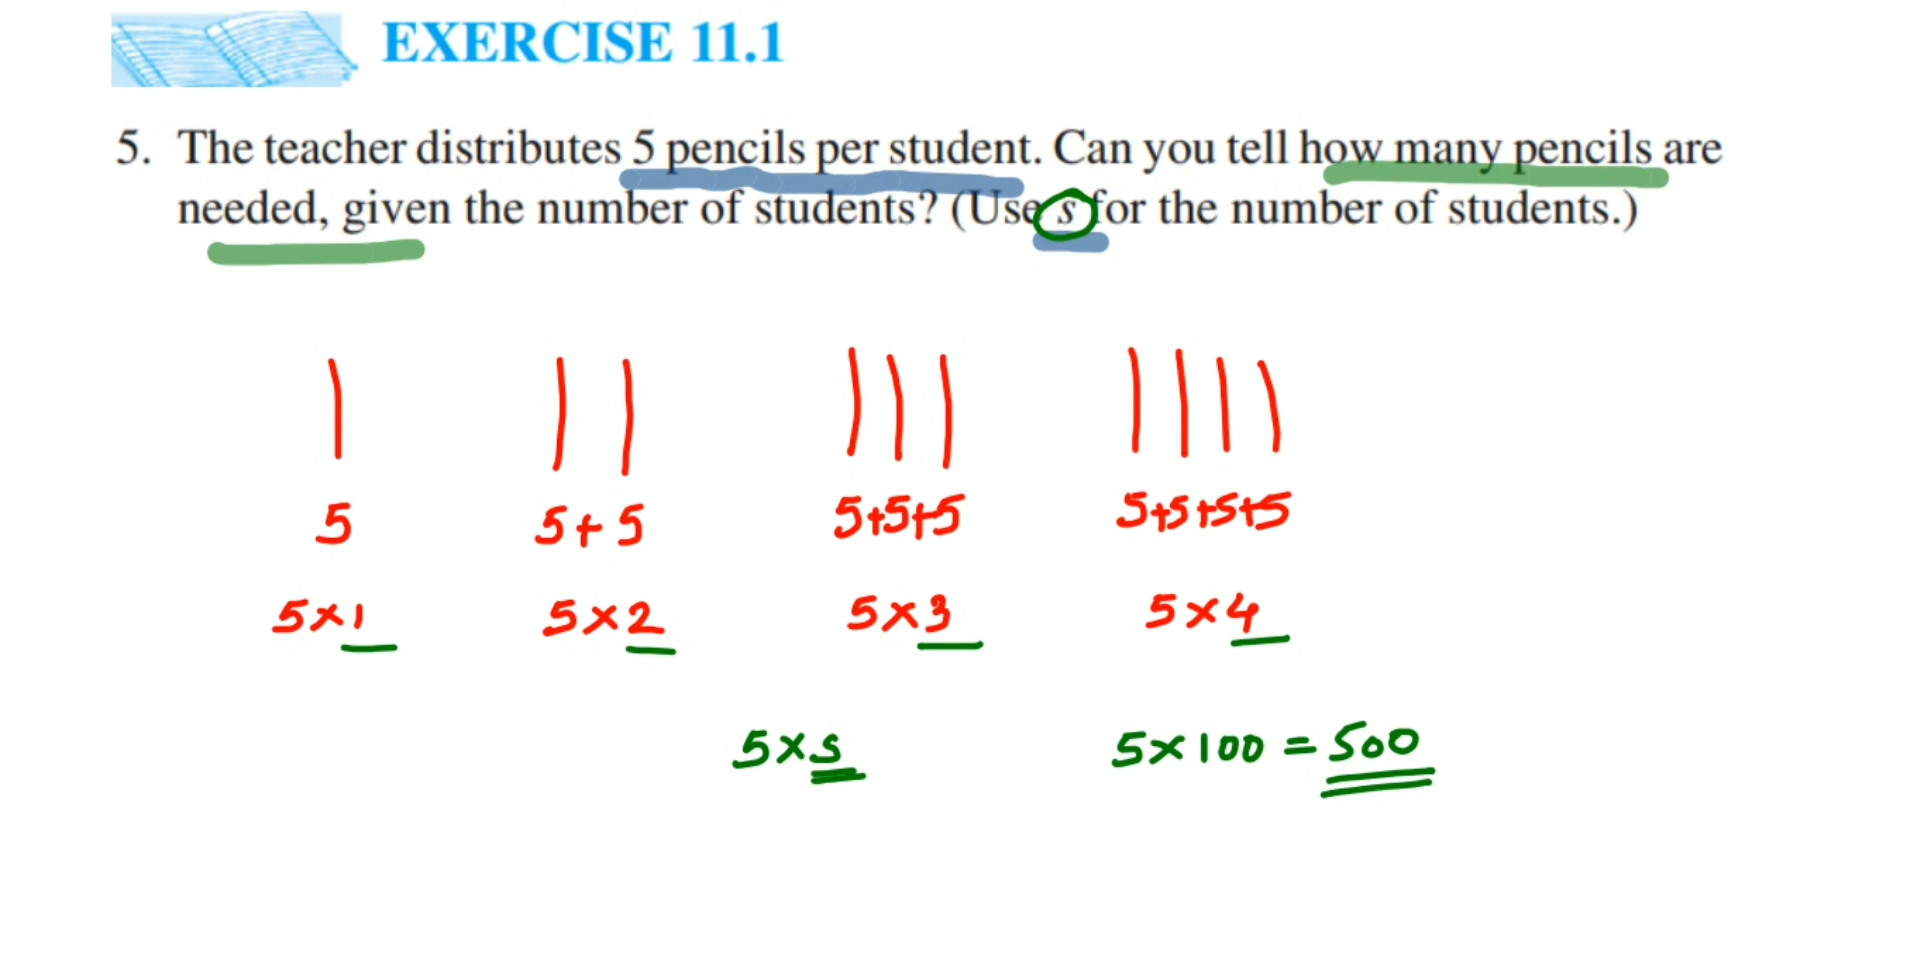 EXERCISE 11.1
5. The teacher distributes 5 pencils per student. Can you tell how many pencils are
needed, given the number of students? (Use s for the number of students.)
5 5+5 5+5+5 5+5+5+5
5×1 5×2 5×3 5×4
5×s 5×100 = 500